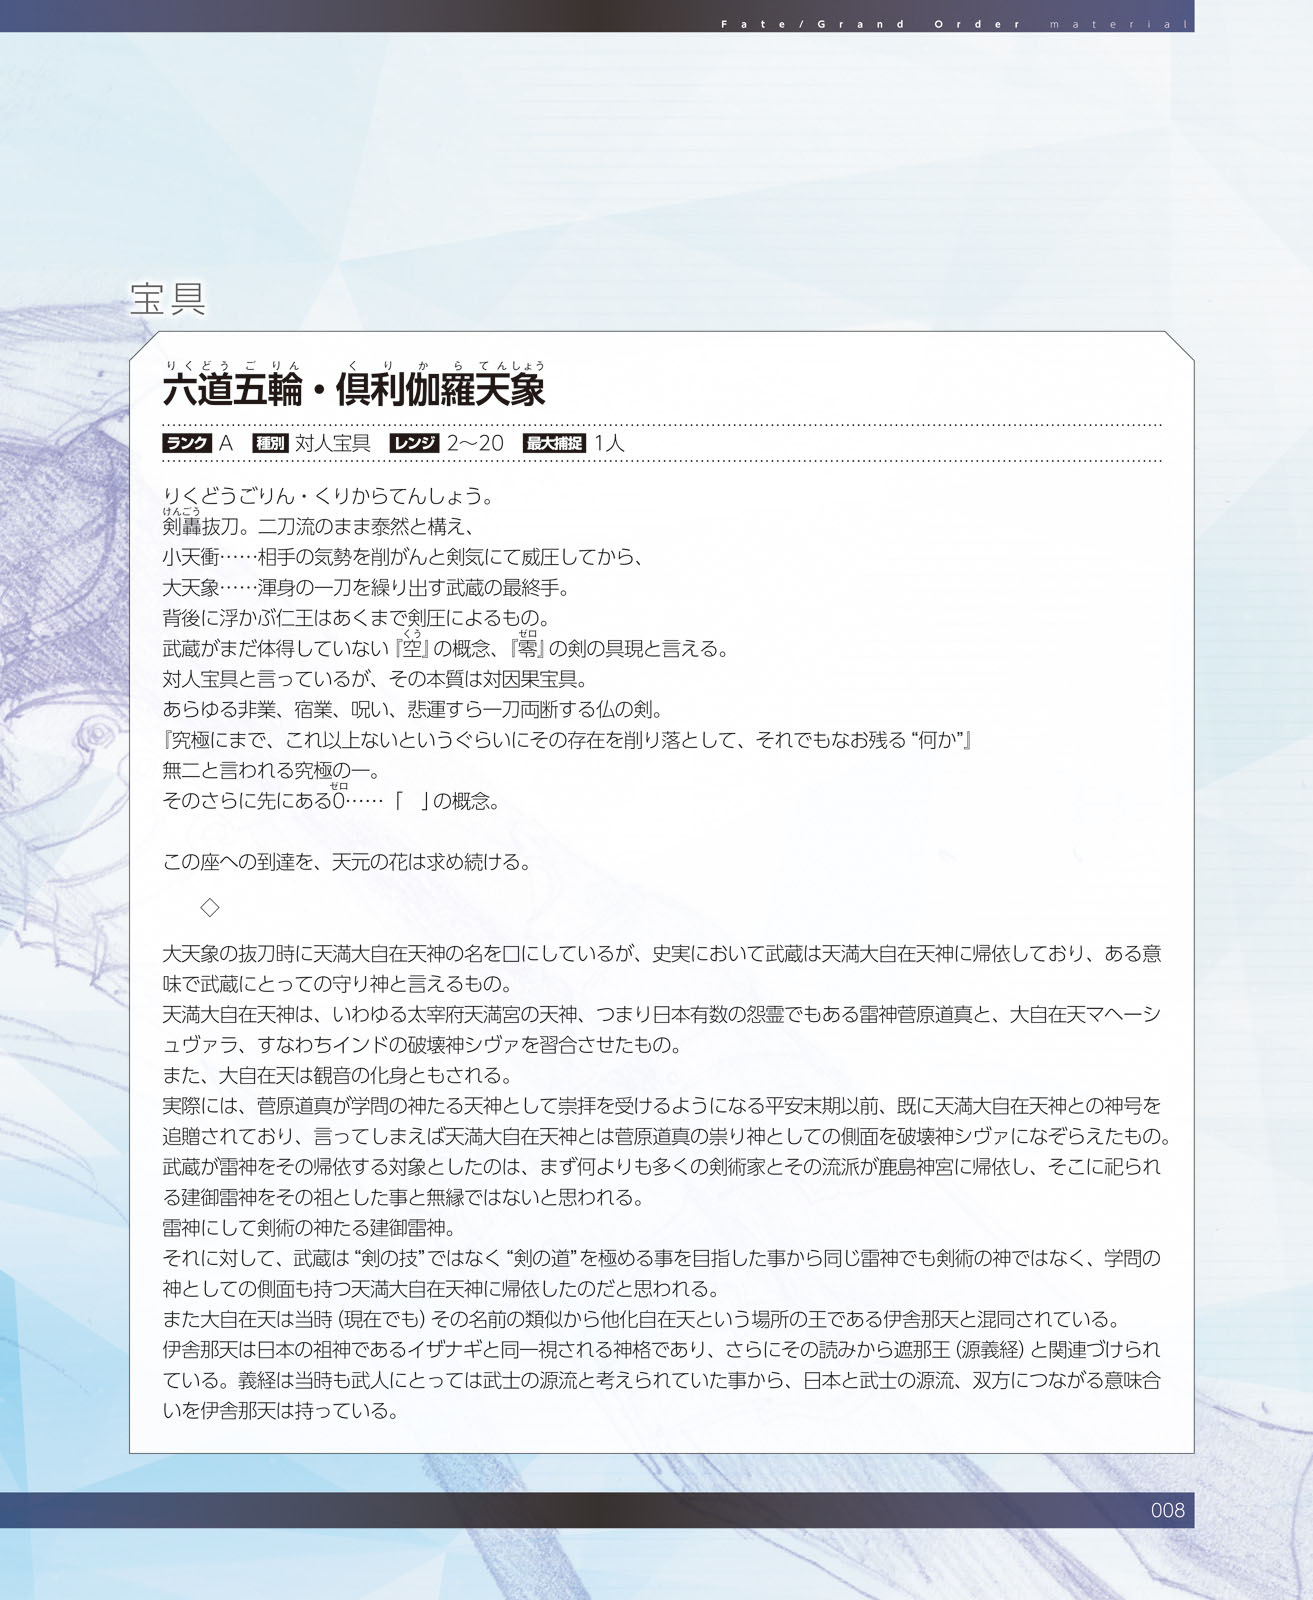 Fate/Grand Order material
宝具
六道五輪・倶利伽羅天象
りくどうごりん くりからてんしょう
ランク A 種別 対人宝具 レンジ 2～20 最大捕捉 1人
りくどうごりん・くりからてんしょう。
けんごう
剣轟抜刀。二刀流のまま泰然と構え、
小天衝……相手の気勢を削がんと剣気にて威圧してから、
大天象……渾身の一刀を繰り出す武蔵の最終手。
背後に浮かぶ仁王はあくまで剣圧によるもの。
くう ゼロ
武蔵がまだ体得していない『空』の概念、『零』の剣の具現と言える。
対人宝具と言っているが、その本質は対因果宝具。
あらゆる非業、宿業、呪い、悲運すら一刀両断する仏の剣。
『究極にまで、これ以上ないというぐらいにその存在を削り落として、それでもなお残る“何か”』
無二と言われる究極の一。
ゼロ
そのさらに先にある0……「　」の概念。
この座への到達を、天元の花は求め続ける。
◇
大天象の抜刀時に天満大自在天神の名を口にしているが、史実において武蔵は天満大自在天神に帰依しており、ある意
味で武蔵にとっての守り神と言えるもの。
天満大自在天神は、いわゆる太宰府天満宮の天神、つまり日本有数の怨霊でもある雷神菅原道真と、大自在天マヘーシ
ュヴァラ、すなわちインドの破壊神シヴァを習合させたもの。
また、大自在天は観音の化身ともされる。
実際には、菅原道真が学問の神たる天神として崇拝を受けるようになる平安末期以前、既に天満大自在天神との神号を
追贈されており、言ってしまえば天満大自在天神とは菅原道真の祟り神としての側面を破壊神シヴァになぞらえたもの。
武蔵が雷神をその帰依する対象としたのは、まず何よりも多くの剣術家とその流派が鹿島神宮に帰依し、そこに祀られ
る建御雷神をその祖とした事と無縁ではないと思われる。
雷神にして剣術の神たる建御雷神。
それに対して、武蔵は“剣の技”ではなく“剣の道”を極める事を目指した事から同じ雷神でも剣術の神ではなく、学問の
神としての側面も持つ天満大自在天神に帰依したのだと思われる。
また大自在天は当時（現在でも）その名前の類似から他化自在天という場所の王である伊舎那天と混同されている。
伊舎那天は日本の祖神であるイザナギと同一視される神格であり、さらにその読みから遮那王（源義経）と関連づけられ
ている。義経は当時も武人にとっては武士の源流と考えられていた事から、日本と武士の源流、双方につながる意味合
いを伊舎那天は持っている。
008